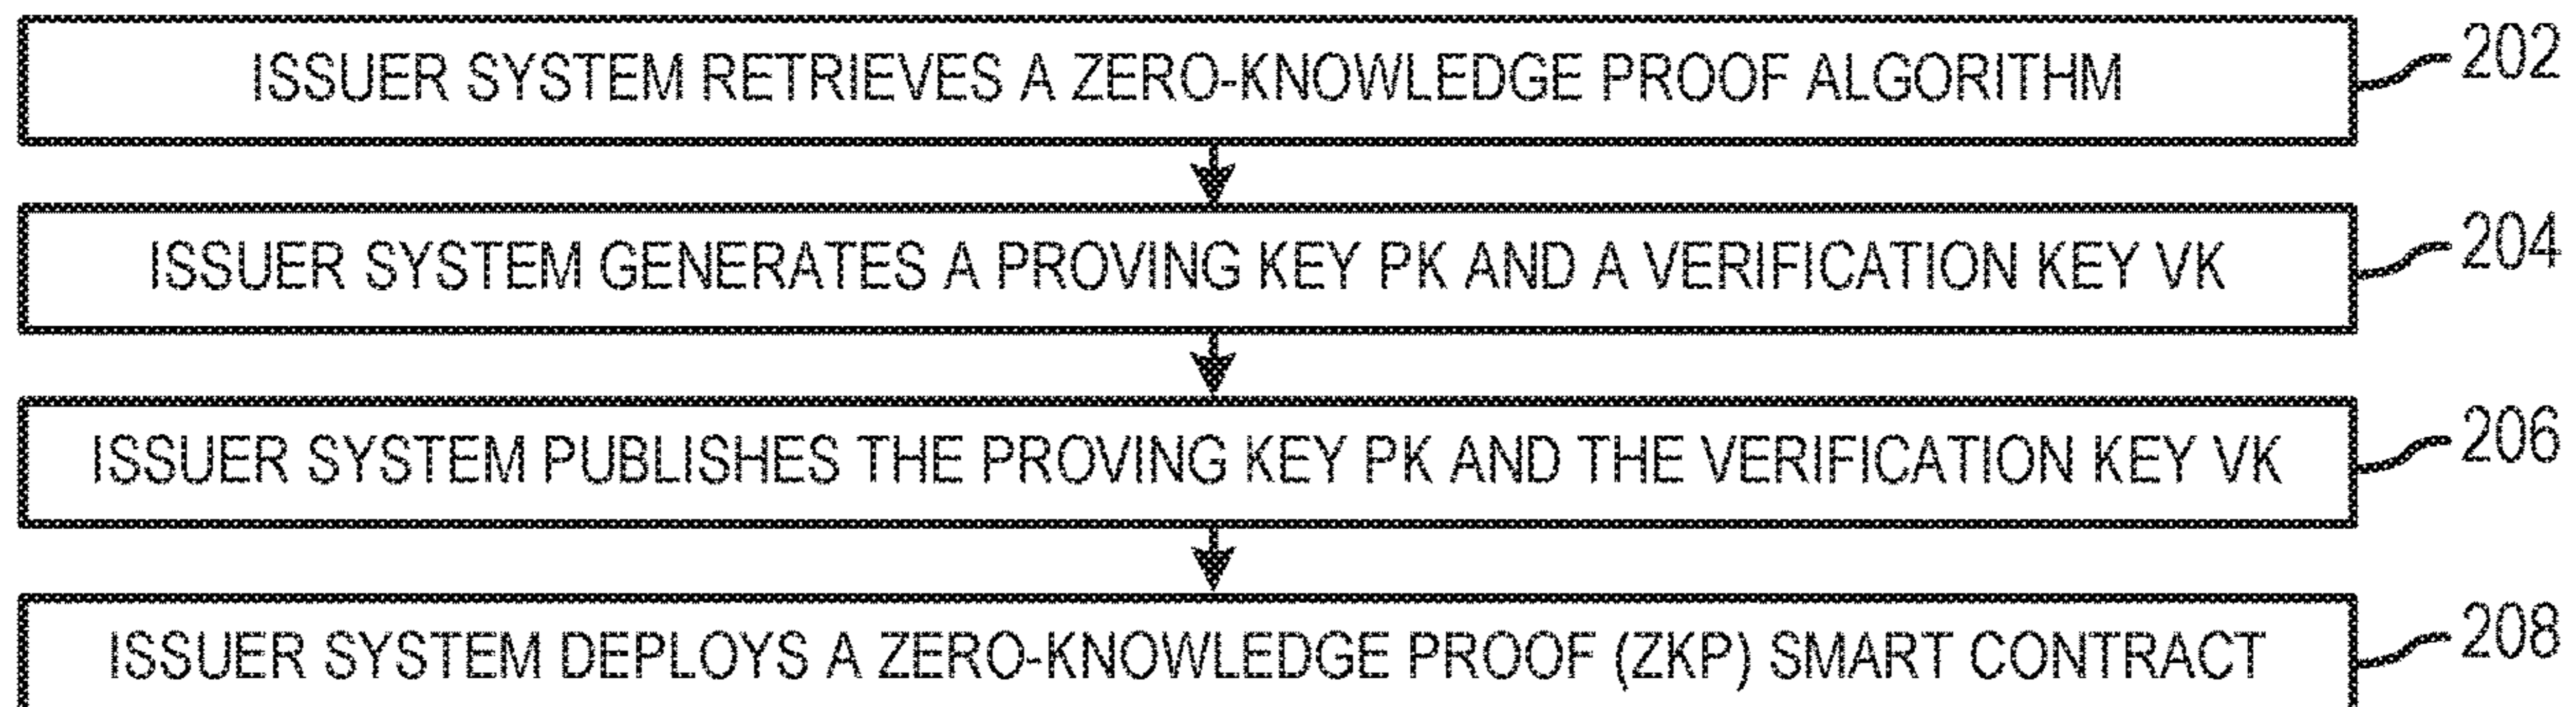 ISSUER SYSTEM RETRIEVES A ZERO-KNOWLEDGE PROOF ALGORITHM 202
ISSUER SYSTEM GENERATES A PROVING KEY PK AND A VERIFICATION KEY VK 204
ISSUER SYSTEM PUBLISHES THE PROVING KEY PK AND THE VERIFICATION KEY VK 206
ISSUER SYSTEM DEPLOYS A ZERO-KNOWLEDGE PROOF (ZKP) SMART CONTRACT 208